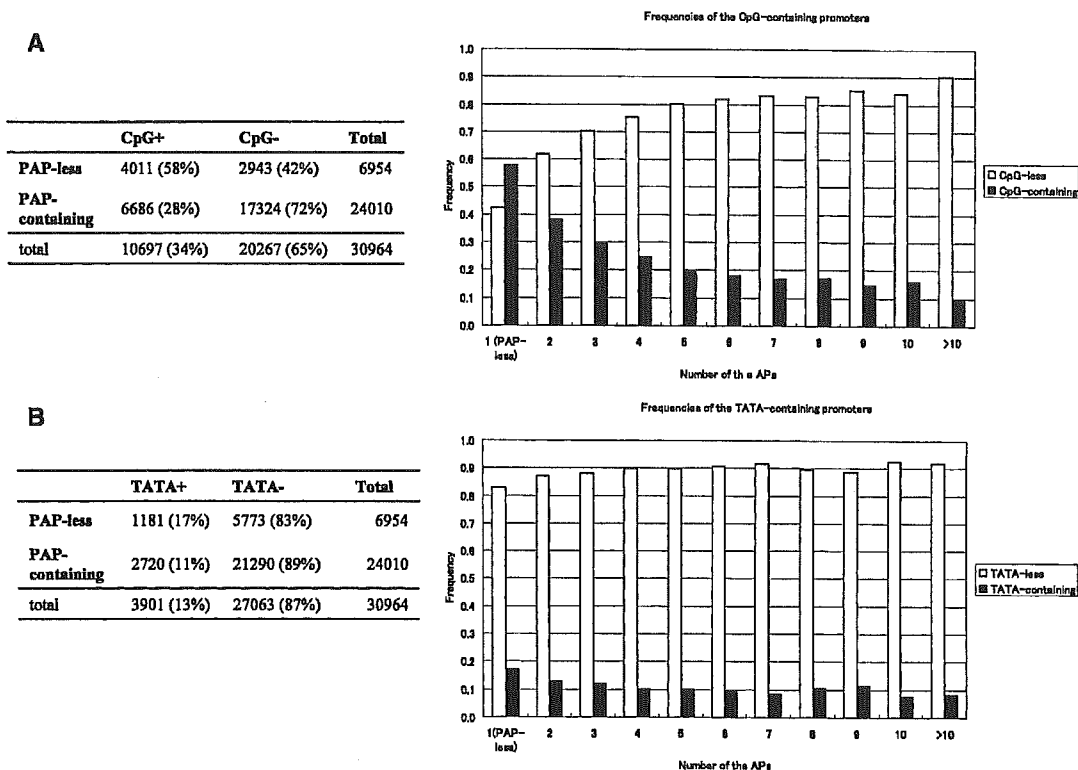 A
CpG+ CpG- Total
PAP-less 4011 (58%) 2943 (42%) 6954
PAP-
containing 6686 (28%) 17324 (72%) 24010
total 10697 (34%) 20267 (65%) 30964
Frequencies of the CpG-containing promoters
Frequency
1.0
0.9
0.8
0.7
0.6
0.5
0.4
0.3
0.2
0.1
0.0
1 (PAP-
less) 2 3 4 5 6 7 8 9 10 >10
Number of the APs
CpG-less
CpG-containing
B
TATA+ TATA- Total
PAP-less 1181 (17%) 5773 (83%) 6954
PAP-
containing 2720 (11%) 21290 (89%) 24010
total 3901 (13%) 27063 (87%) 30964
Frequencies of the TATA-containing promoters
Frequency
1.0
0.9
0.8
0.7
0.6
0.5
0.4
0.3
0.2
0.1
0.0
1(PAP-
less) 2 3 4 5 6 7 8 9 10 >10
Number of the APs
TATA-less
TATA-containing